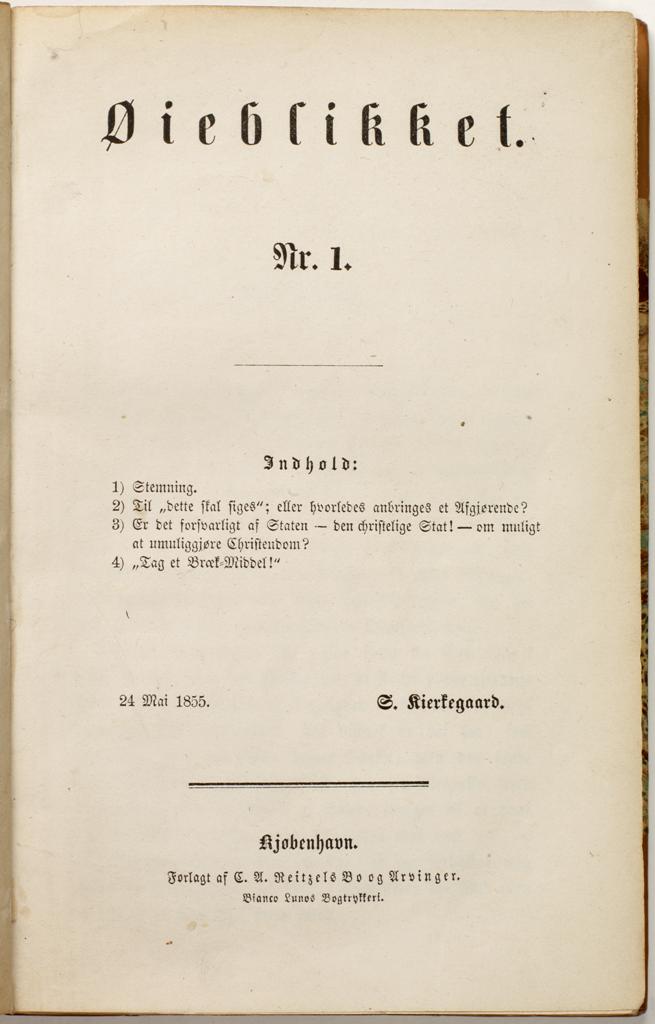 Øieblikket.
Nr. 1.
Indhold:
1) Stemning.
2) Til „dette skal siges“; eller hvorledes anbringes et Afgjørende?
3) Er det forsvarligt af Staten — den christelige Stat! — om muligt
at umuliggjøre Christendom?
4) „Tag et Bræk-Middel!“
24 Mai 1855.
S. Kierkegaard.
Kjøbenhavn.
Forlagt af C. A. Reitzels Bo og Arvinger.
Bianco Lunos Bogtrykkeri.